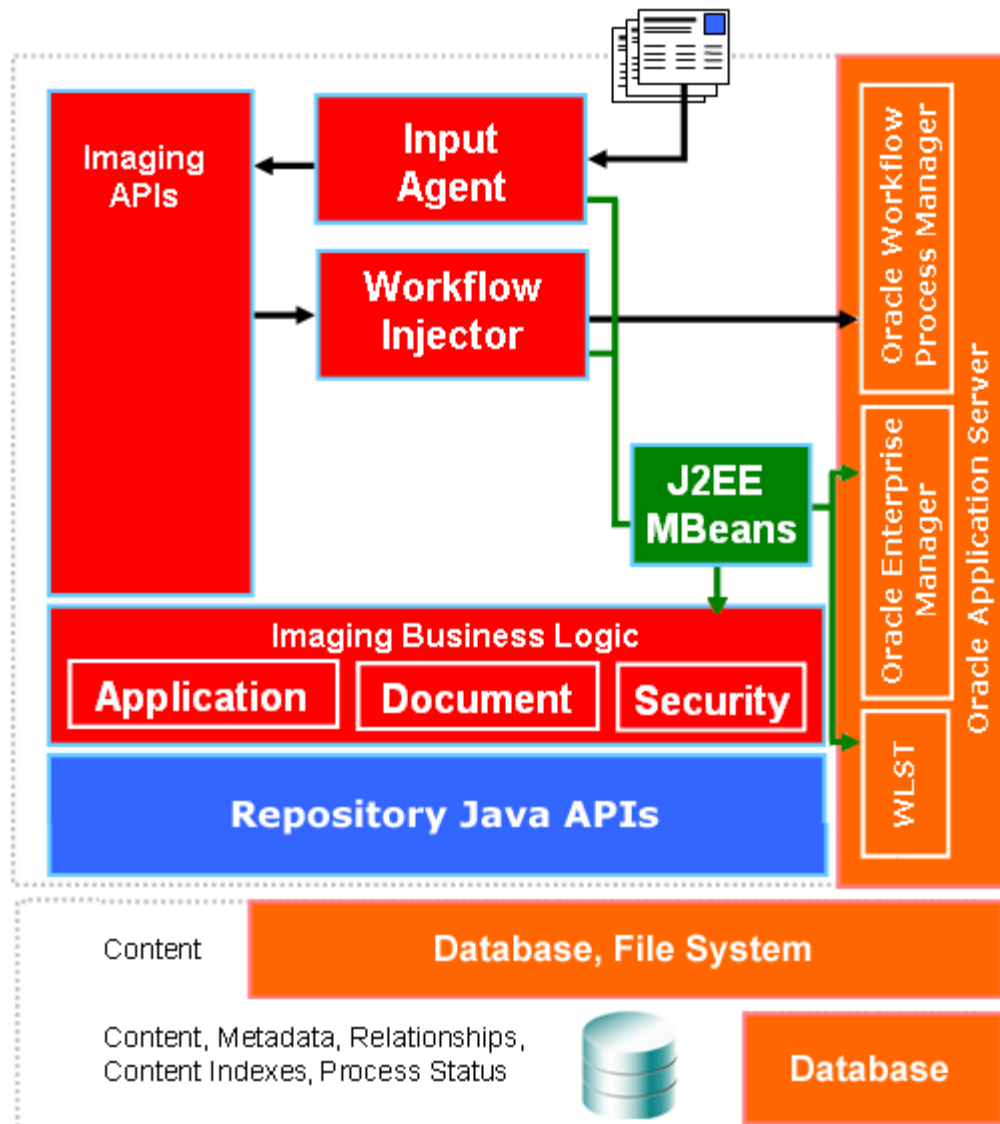 Imaging
APIs
Input
Agent
Workflow
Injector
J2EE
MBeans
Imaging Business Logic
Application
Document
Security
Repository Java APIs
Oracle Workflow
Process Manager
Oracle Enterprise
Manager
WLST
Oracle Application Server
Content
Database, File System
Content, Metadata, Relationships,
Content Indexes, Process Status
Database